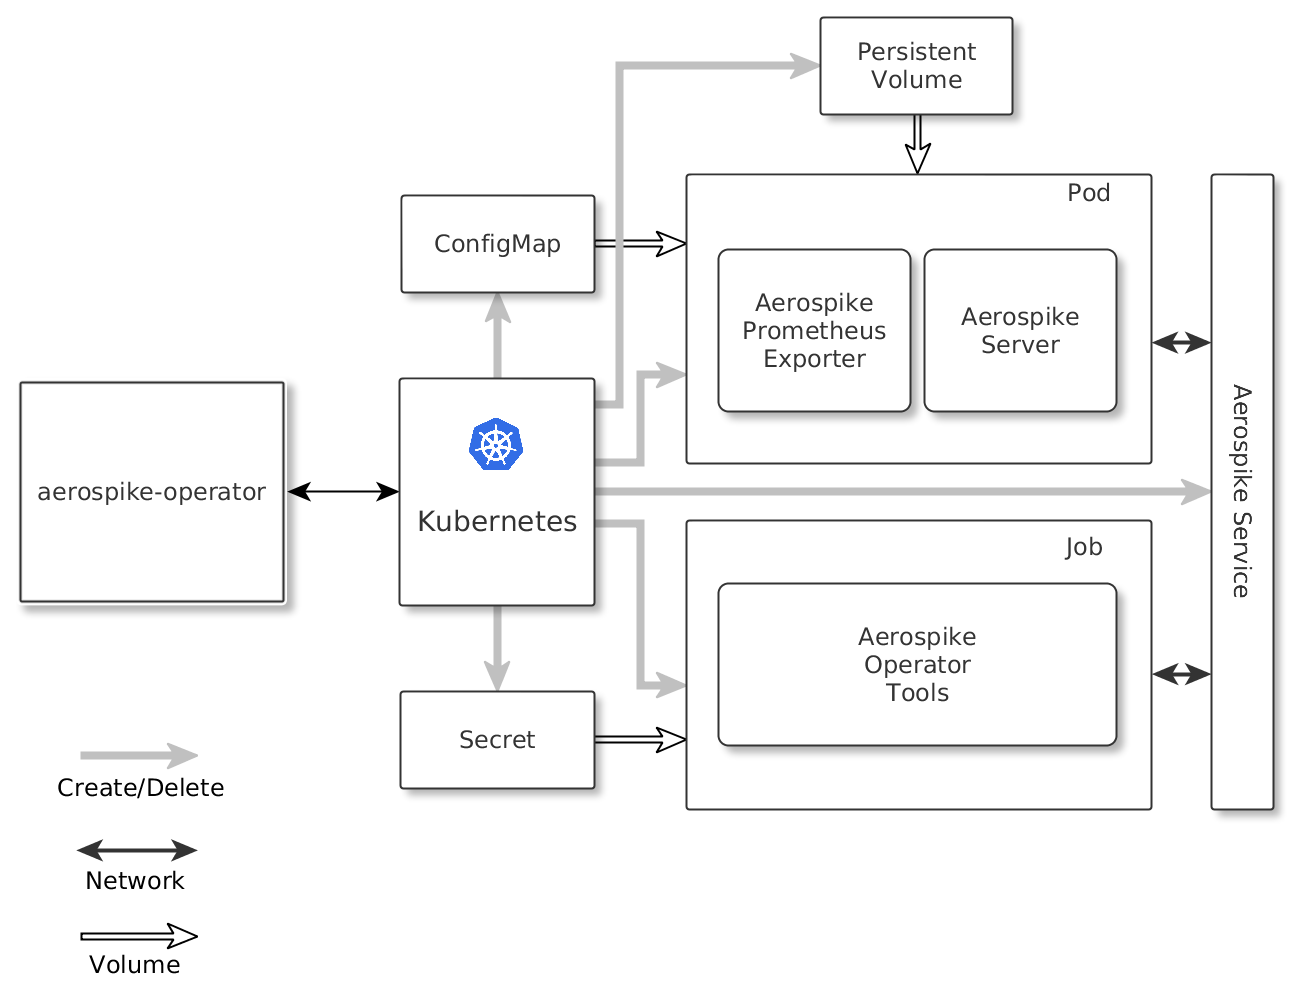 Persistent
Volume
Pod
ConfigMap
Aerospike
Prometheus
Exporter
Aerospike
Server
aerospike-operator
Kubernetes
Aerospike Service
Job
Aerospike
Operator
Tools
Secret
Create/Delete
Network
Volume